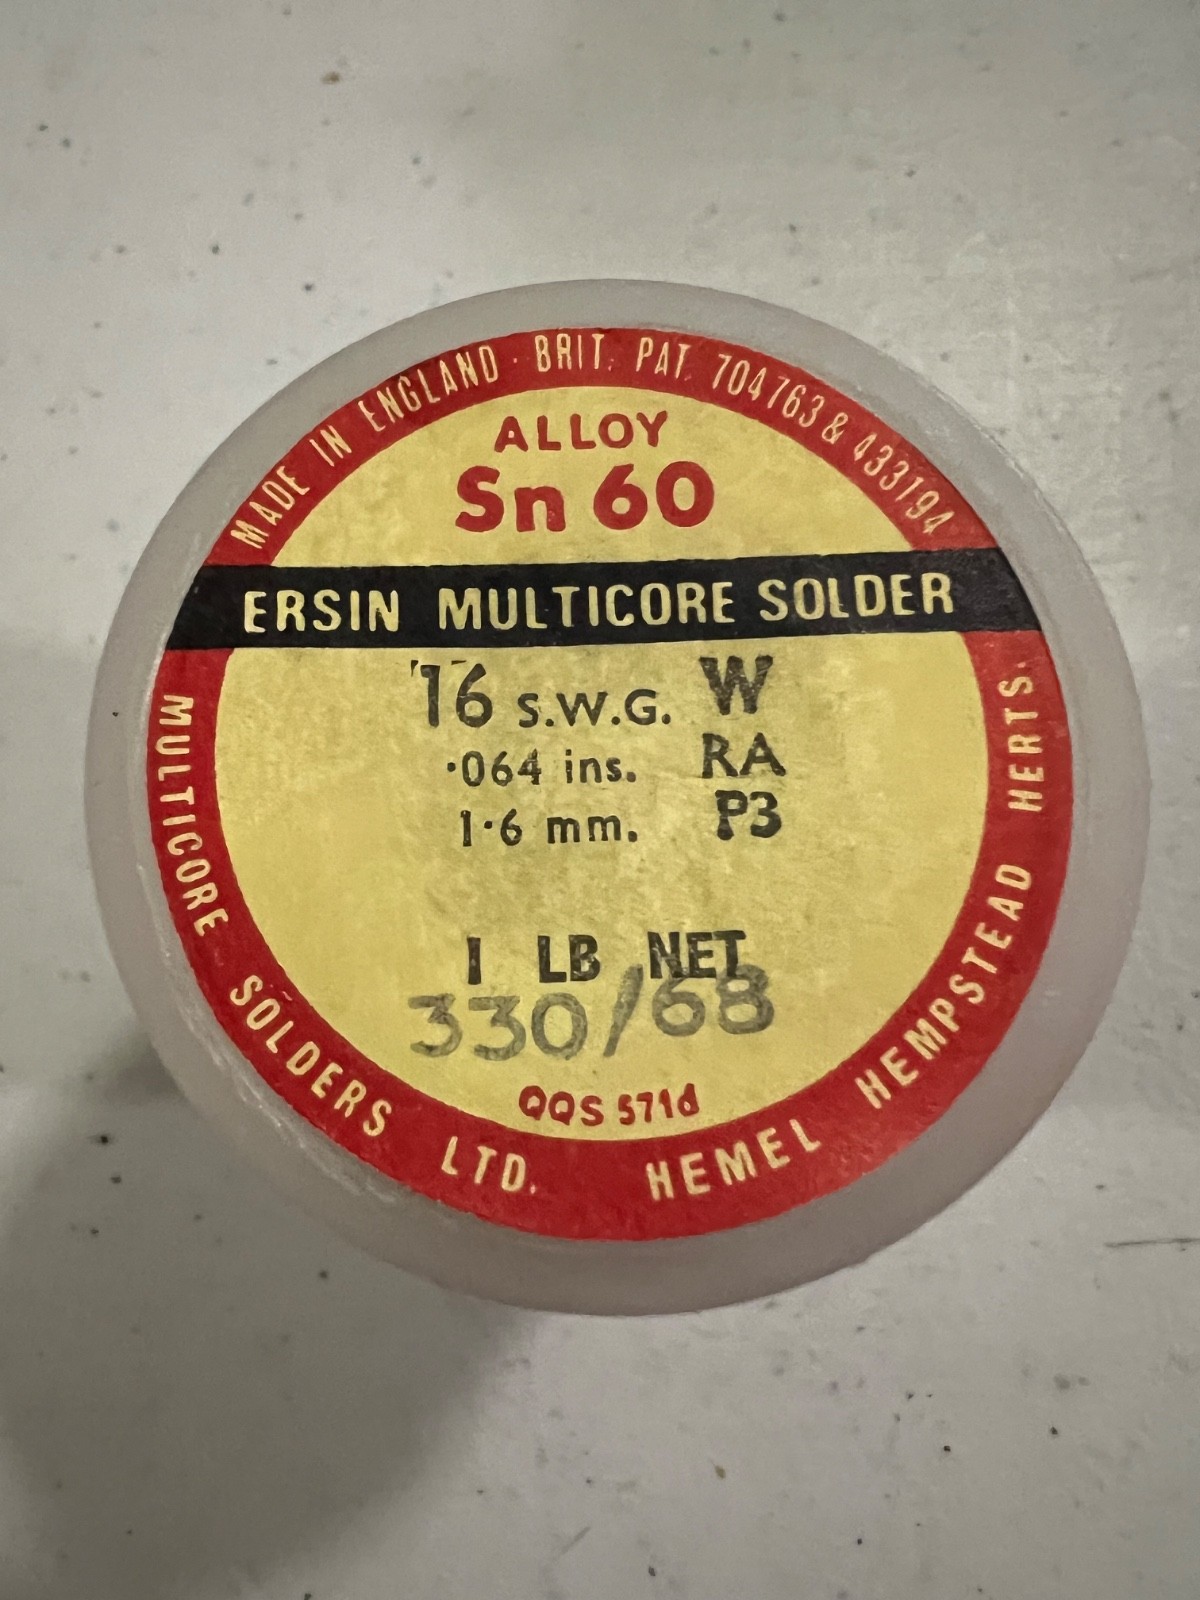 MADE IN ENGLAND · BRIT. PAT. 704763 & 433194
ALLOY
Sn 60
ERSIN MULTICORE SOLDER
16 S.W.G. W
·064 ins. RA
1·6 mm. P3
1 LB NET
330/68
QQS 571d
MULTICORE SOLDERS LTD. HEMEL HEMPSTEAD HERTS.